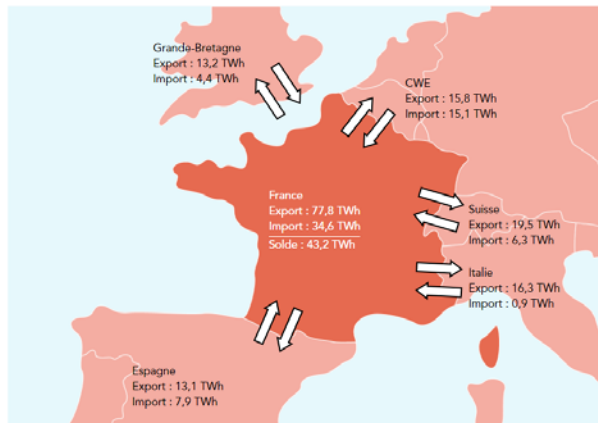 Grande-Bretagne
Export : 13,2 TWh
Import : 4,4 TWh
CWE
Export : 15,8 TWh
Import : 15,1 TWh
France
Export : 77,8 TWh
Import : 34,6 TWh
Solde : 43,2 TWh
Suisse
Export : 19,5 TWh
Import : 6,3 TWh
Italie
Export : 16,3 TWh
Import : 0,9 TWh
Espagne
Export : 13,1 TWh
Import : 7,9 TWh